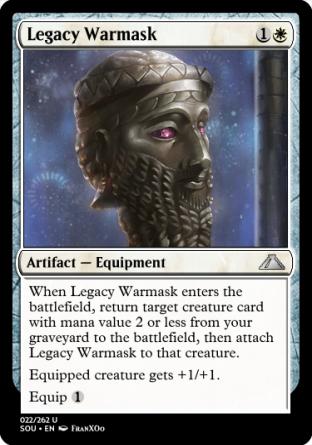 Legacy Warmask 1
Artifact — Equipment
When Legacy Warmask enters the
battlefield, return target creature card
with mana value 2 or less from your
graveyard to the battlefield, then attach
Legacy Warmask to that creature.
Equipped creature gets +1/+1.
Equip 1
022/262 U
SOU • EN FranXOo